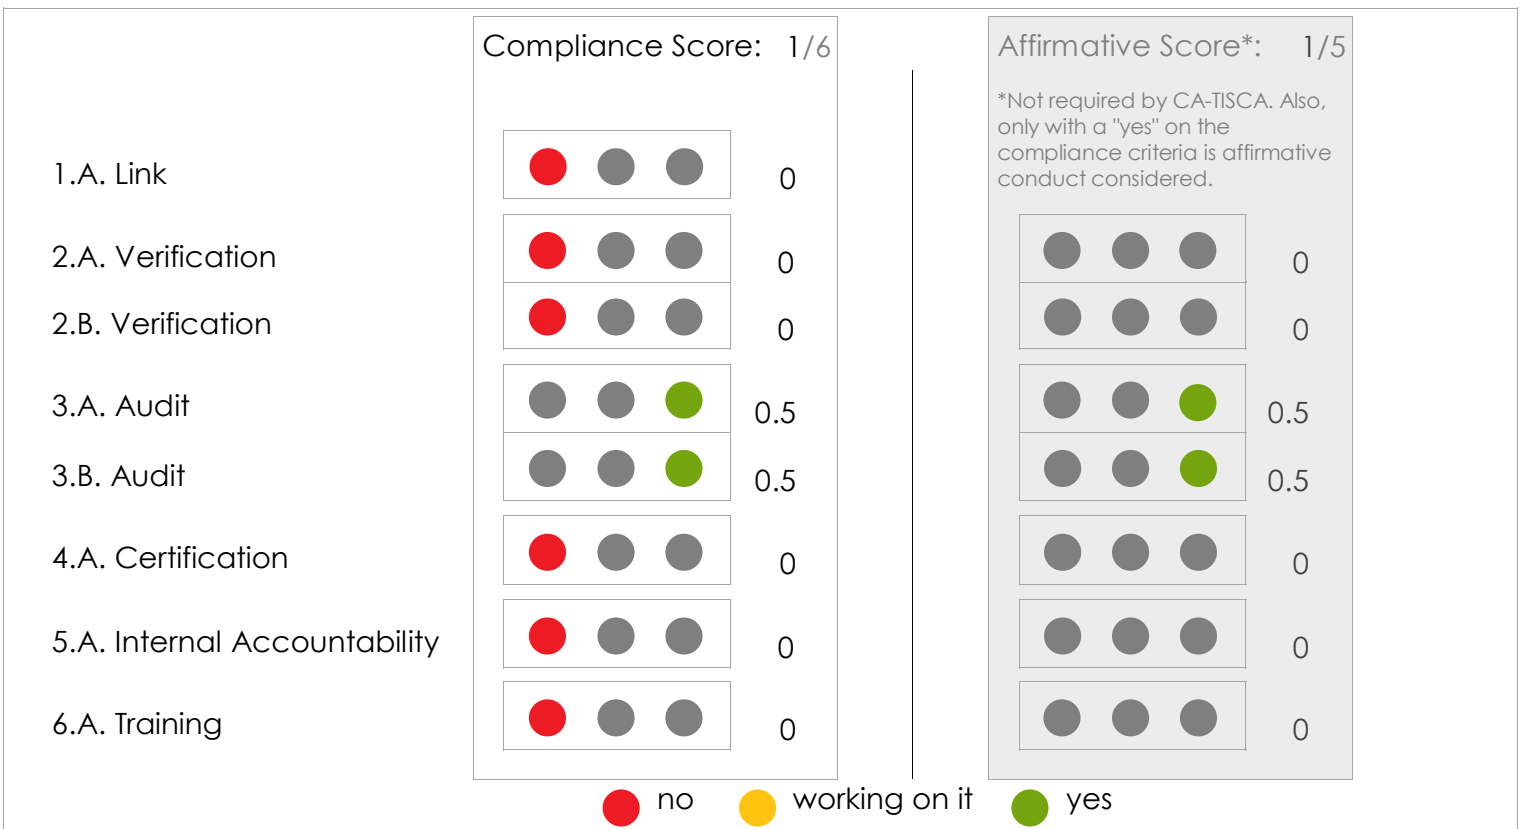 Compliance Score: 1/6
Affirmative Score*: 1/5
*Not required by CA-TISCA. Also,
only with a "yes" on the
compliance criteria is affirmative
conduct considered.
1.A. Link 0
2.A. Verification 0 0
2.B. Verification 0 0
3.A. Audit 0.5 0.5
3.B. Audit 0.5 0.5
4.A. Certification 0 0
5.A. Internal Accountability 0 0
6.A. Training 0 0
no working on it yes